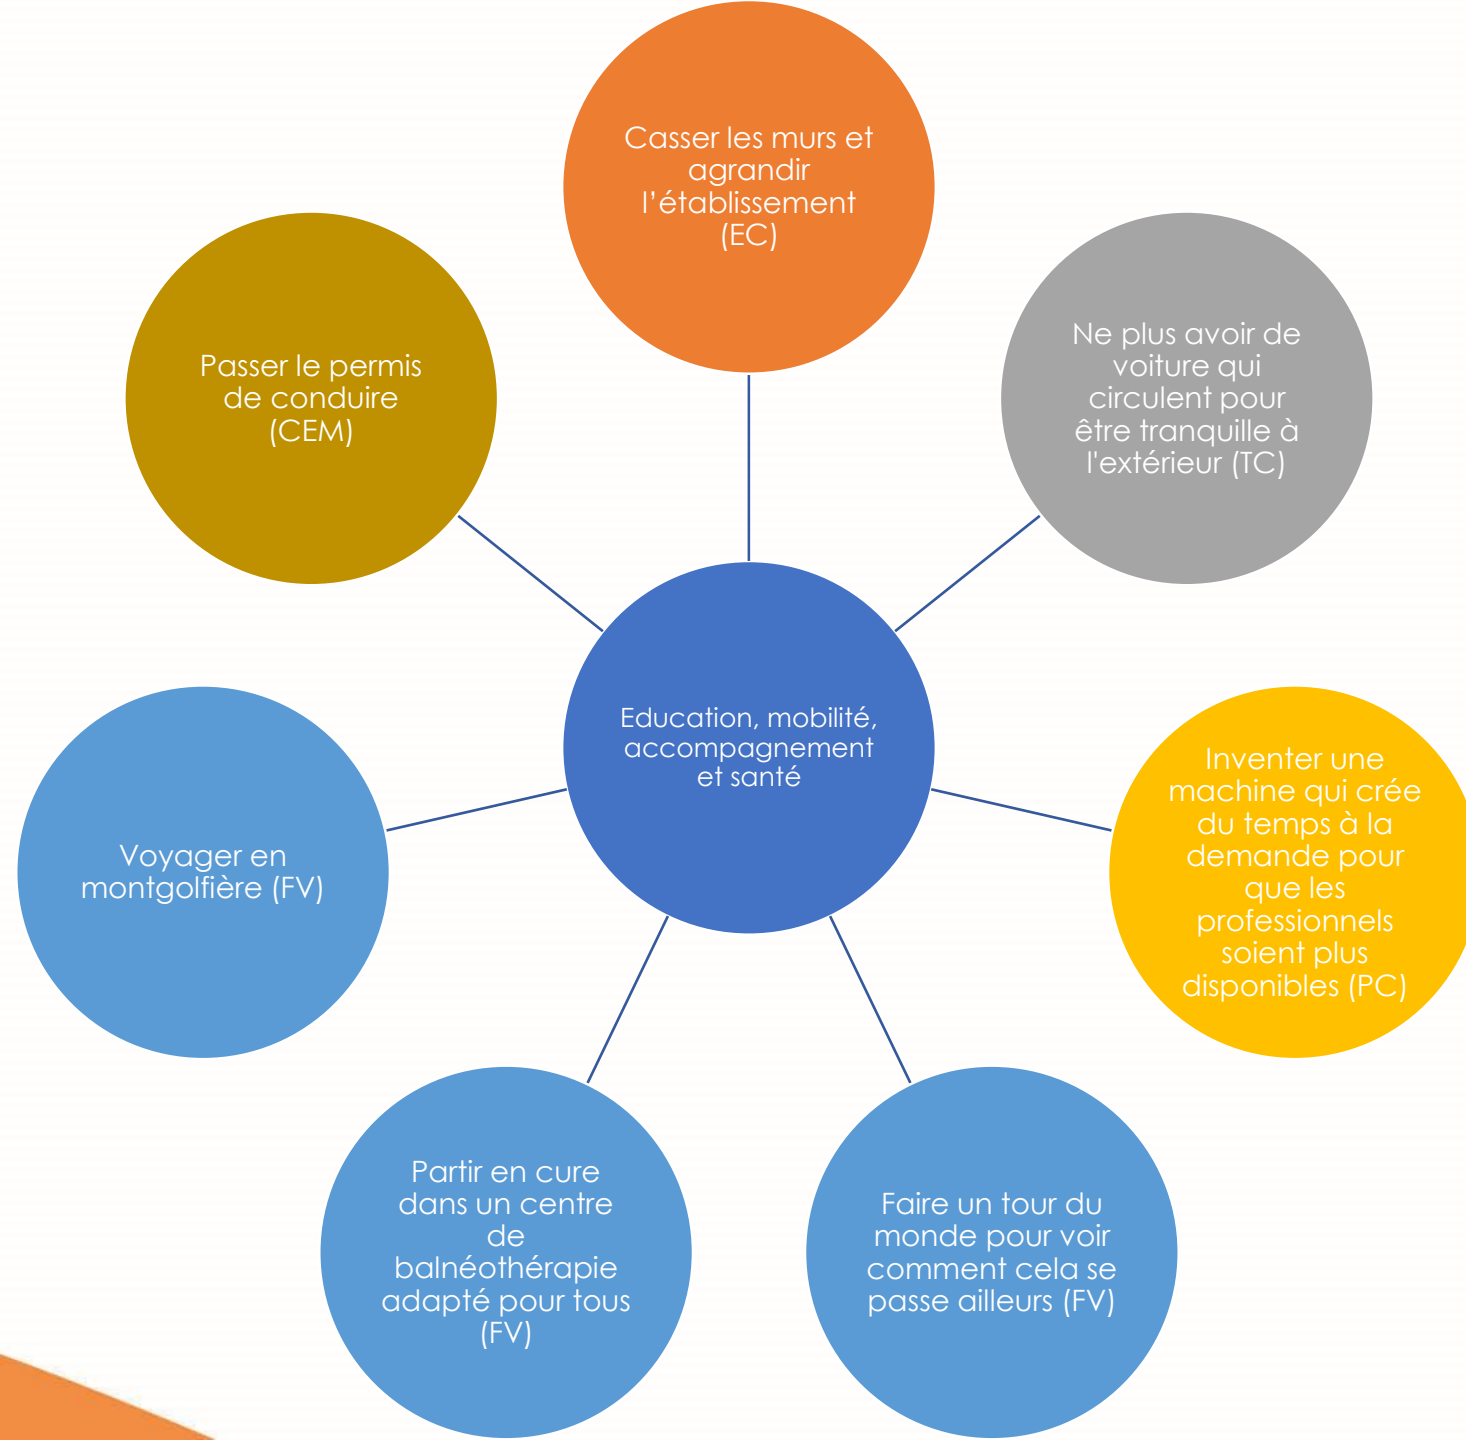 Casser les murs et
agrandir
l’établissement
(EC)
Ne plus avoir de
voiture qui
circulent pour
être tranquille à
l'extérieur (TC)
Inventer une
machine qui crée
du temps à la
demande pour
que les
professionnels
soient plus
disponibles (PC)
Faire un tour du
monde pour voir
comment cela se
passe ailleurs (FV)
Partir en cure
dans un centre
de
balnéothérapie
adapté pour tous
(FV)
Voyager en
montgolfière (FV)
Passer le permis
de conduire
(CEM)
Education, mobilité,
accompagnement
et santé